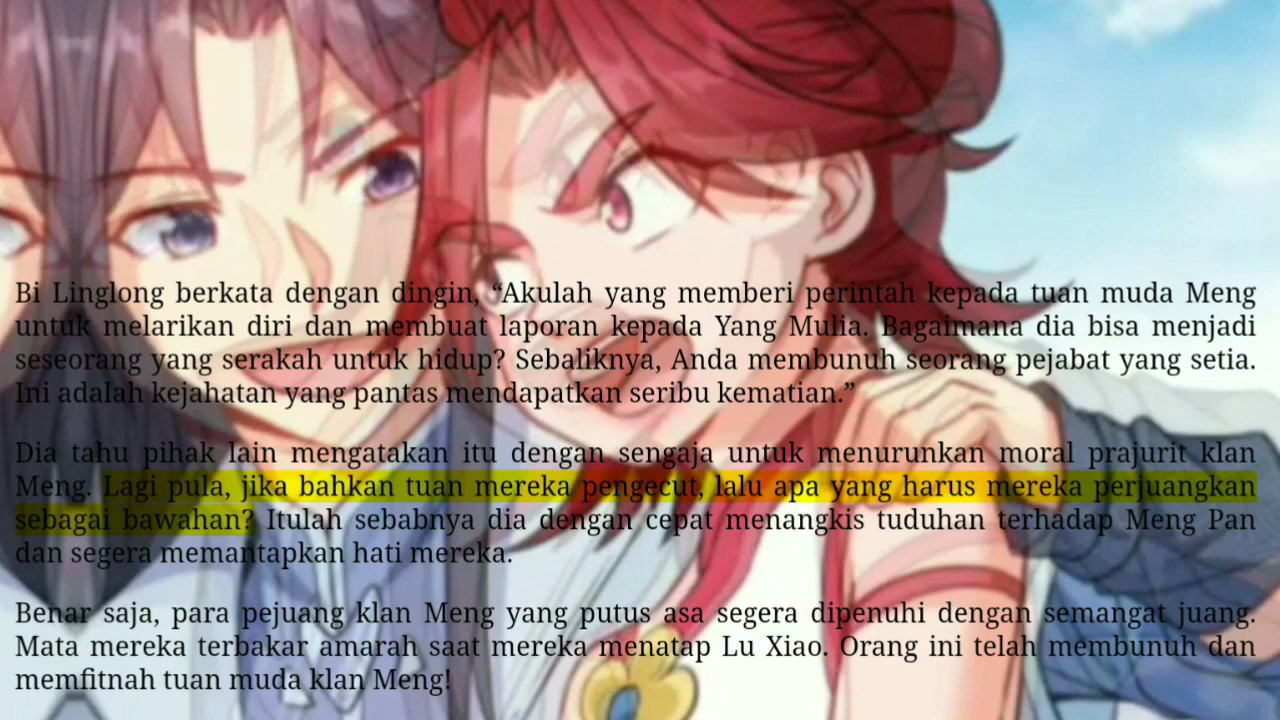 Bi Linglong berkata dengan dingin, “Akulah yang memberi perintah kepada tuan muda Meng
untuk melarikan diri dan membuat laporan kepada Yang Mulia. Bagaimana dia bisa menjadi
seseorang yang serakah untuk hidup? Sebaliknya, Anda membunuh seorang pejabat yang setia.
Ini adalah kejahatan yang pantas mendapatkan seribu kematian.”
Dia tahu pihak lain mengatakan itu dengan sengaja untuk menurunkan moral prajurit klan
Meng. Lagi pula, jika bahkan tuan mereka pengecut, lalu apa yang harus mereka perjuangkan
sebagai bawahan? Itulah sebabnya dia dengan cepat menangkis tuduhan terhadap Meng Pan
dan segera memantapkan hati mereka.
Benar saja, para pejuang klan Meng yang putus asa segera dipenuhi dengan semangat juang.
Mata mereka terbakar amarah saat mereka menatap Lu Xiao. Orang ini telah membunuh dan
memfitnah tuan muda klan Meng!